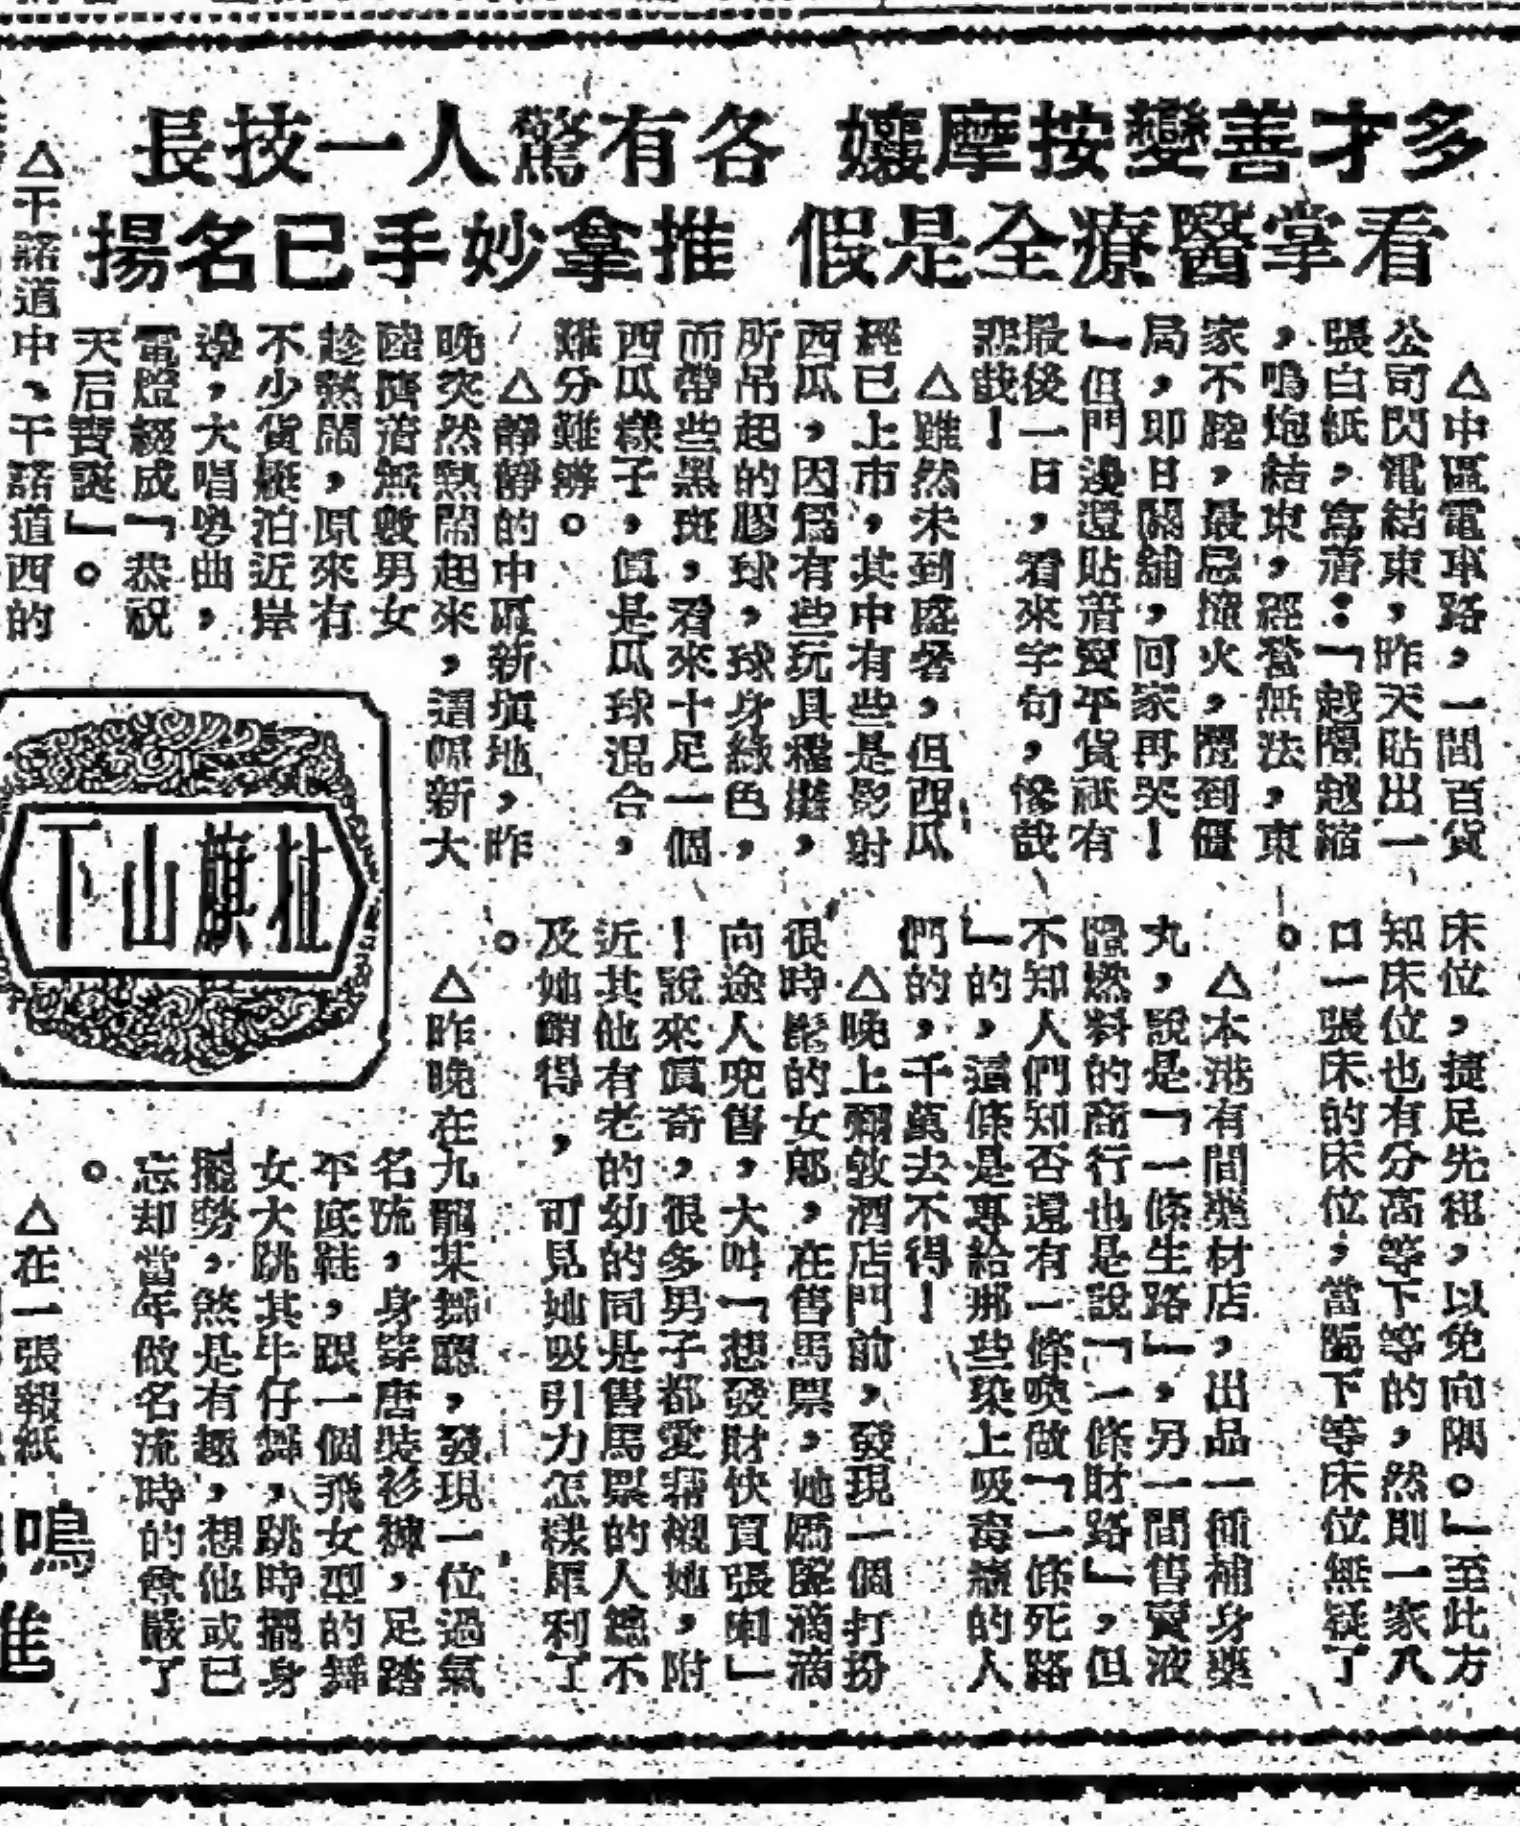 多才善變按摩孃 各有驚人一技長
看掌醫療全是假 推拿妙手已名揚
△中區電車路，一間百貨
公司閃電結束，昨天貼出一
張白紙，寫着：「越闊越縮
，鳴炮結束，經營無法，東
家不睬，最忌撞火，攪到僵
局，即日關舖，回家再哭！
」但門邊還貼着賣平貨祇有
最後一日，看來字句，慘哉
悲哉！
△雖然未到盛暑，但西瓜
經已上市，其中有些是影射
西瓜，因爲有些玩具檔攤，
所吊起的膠球，球身綠色，
而帶些黑斑，看來十足一個
西瓜樣子，眞是瓜球混合，
難分難辨。
△靜靜的中區新塡地，昨
晚突然熱鬧起來，這幅新大
陸擠着無數男女
趁熱鬧，原來有
不少貨艇泊近岸
邊，大唱粵曲，
電燈綴成「恭祝
天后寶誕」。
△干諾道中、干諾道西的
扯旗山下
床位，捷足先租，以免向隅。」至此方
知床位也有分高等下等的，然則一家八
口一張床的床位，當屬下等床位無疑了
。
△本港有間藥材店，出品一種補身藥
丸，說是「一條生路」，另一間售賣液
體燃料的商行也是說「一條財路」，但
不知人們知否還有一條喚做「一條死路
」的，這條是專給那些染上吸毒癮的人
們的，千萬去不得！
△晚上彌敦酒店門前，發現一個打扮
很時髦的女郎，在售馬票，她嬌聲滴滴
向途人兜售，大叫「想發財快買張喇」
！說來眞奇，很多男子都愛幫襯她，附
近其他有老的幼的同是售馬票的人總不
及她銷得，可見她吸引力怎樣犀利了
。
△昨晚在九龍某舞廳，發現一位過氣
名流，身穿唐裝衫褲，足踏
平底鞋，跟一個飛女型的舞
女大跳其牛仔舞，跳時擺身
擺勢，煞是有趣，想他或已
忘却當年做名流時的尊嚴了
。
△在一張報紙
鳴